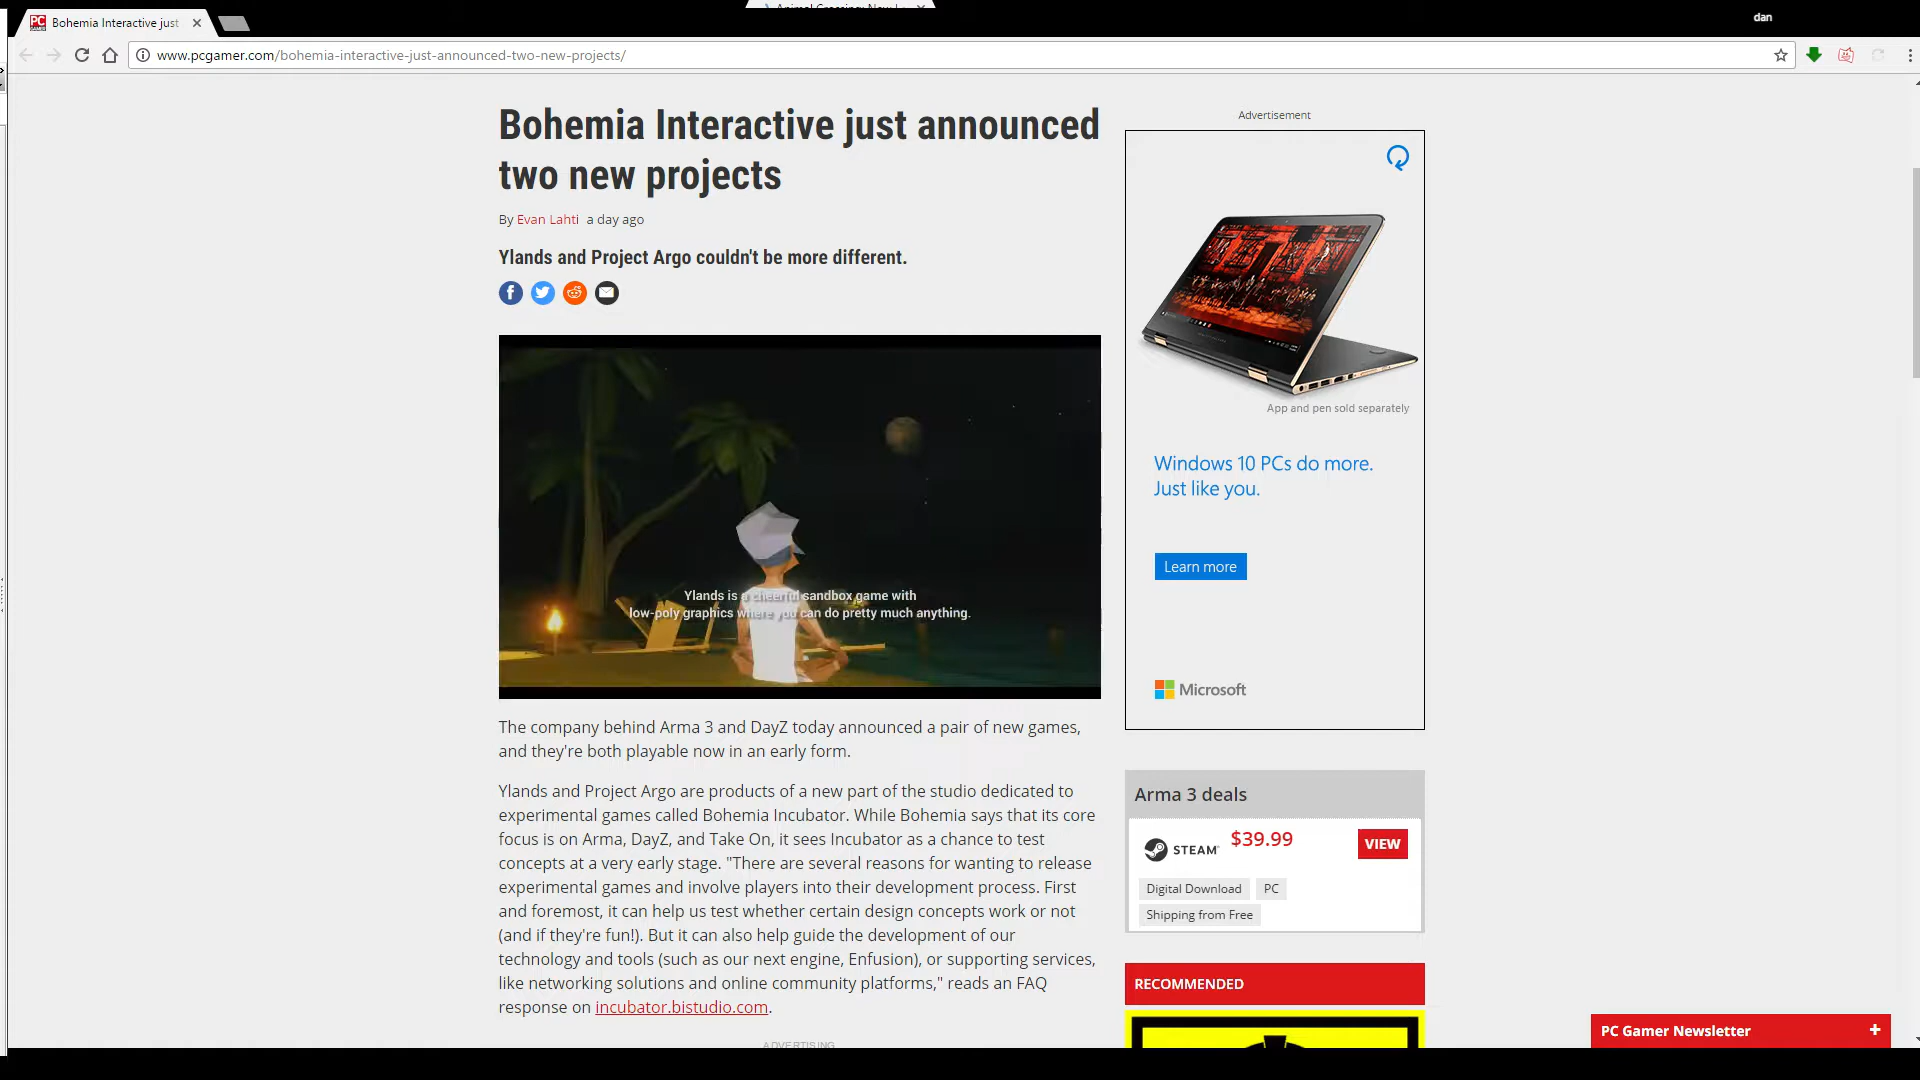 Bohemia Interactive just
dan
www.pcgamer.com/bohemia-interactive-just-announced-two-new-projects/
Bohemia Interactive just announced
two new projects
By Evan Lahti a day ago
Ylands and Project Argo couldn't be more different.
Ylands is a cheerful sandbox game with
low-poly graphics where you can do pretty much anything.
The company behind Arma 3 and DayZ today announced a pair of new games,
and they're both playable now in an early form.
Ylands and Project Argo are products of a new part of the studio dedicated to
experimental games called Bohemia Incubator. While Bohemia says that its core
focus is on Arma, DayZ, and Take On, it sees Incubator as a chance to test
concepts at a very early stage. "There are several reasons for wanting to release
experimental games and involve players into their development process. First
and foremost, it can help us test whether certain design concepts work or not
(and if they're fun!). But it can also help guide the development of our
technology and tools (such as our next engine, Enfusion), or supporting services,
like networking solutions and online community platforms," reads an FAQ
response on incubator.bistudio.com.
ADVERTISING
Advertisement
App and pen sold separately
Windows 10 PCs do more.
Just like you.
Learn more
Microsoft
Arma 3 deals
STEAM $39.99 VIEW
Digital Download PC
Shipping from Free
RECOMMENDED
PC Gamer Newsletter +